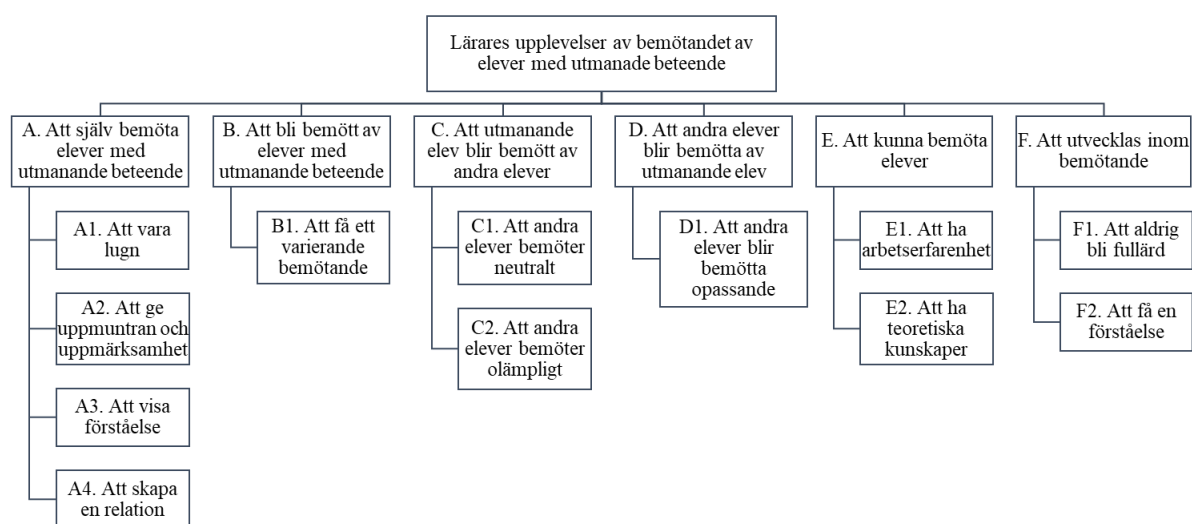 Lärares upplevelser av bemötandet av
elever med utmanade beteende
A. Att själv bemöta
elever med
utmanande beteende
B. Att bli bemött av
elever med
utmanande beteende
C. Att utmanande
elev blir bemött av
andra elever
D. Att andra elever
blir bemötta av
utmanande elev
E. Att kunna bemöta
elever
F. Att utvecklas inom
bemötande
A1. Att vara
lugn
A2. Att ge
uppmuntran och
uppmärksamhet
A3. Att visa
förståelse
A4. Att skapa
en relation
B1. Att få ett
varierande
bemötande
C1. Att andra
elever bemöter
neutralt
C2. Att andra
elever bemöter
olämpligt
D1. Att andra
elever blir
bemötta
opassande
E1. Att ha
arbetserfarenhet
E2. Att ha
teoretiska
kunskaper
F1. Att aldrig
bli fullärd
F2. Att få en
förståelse